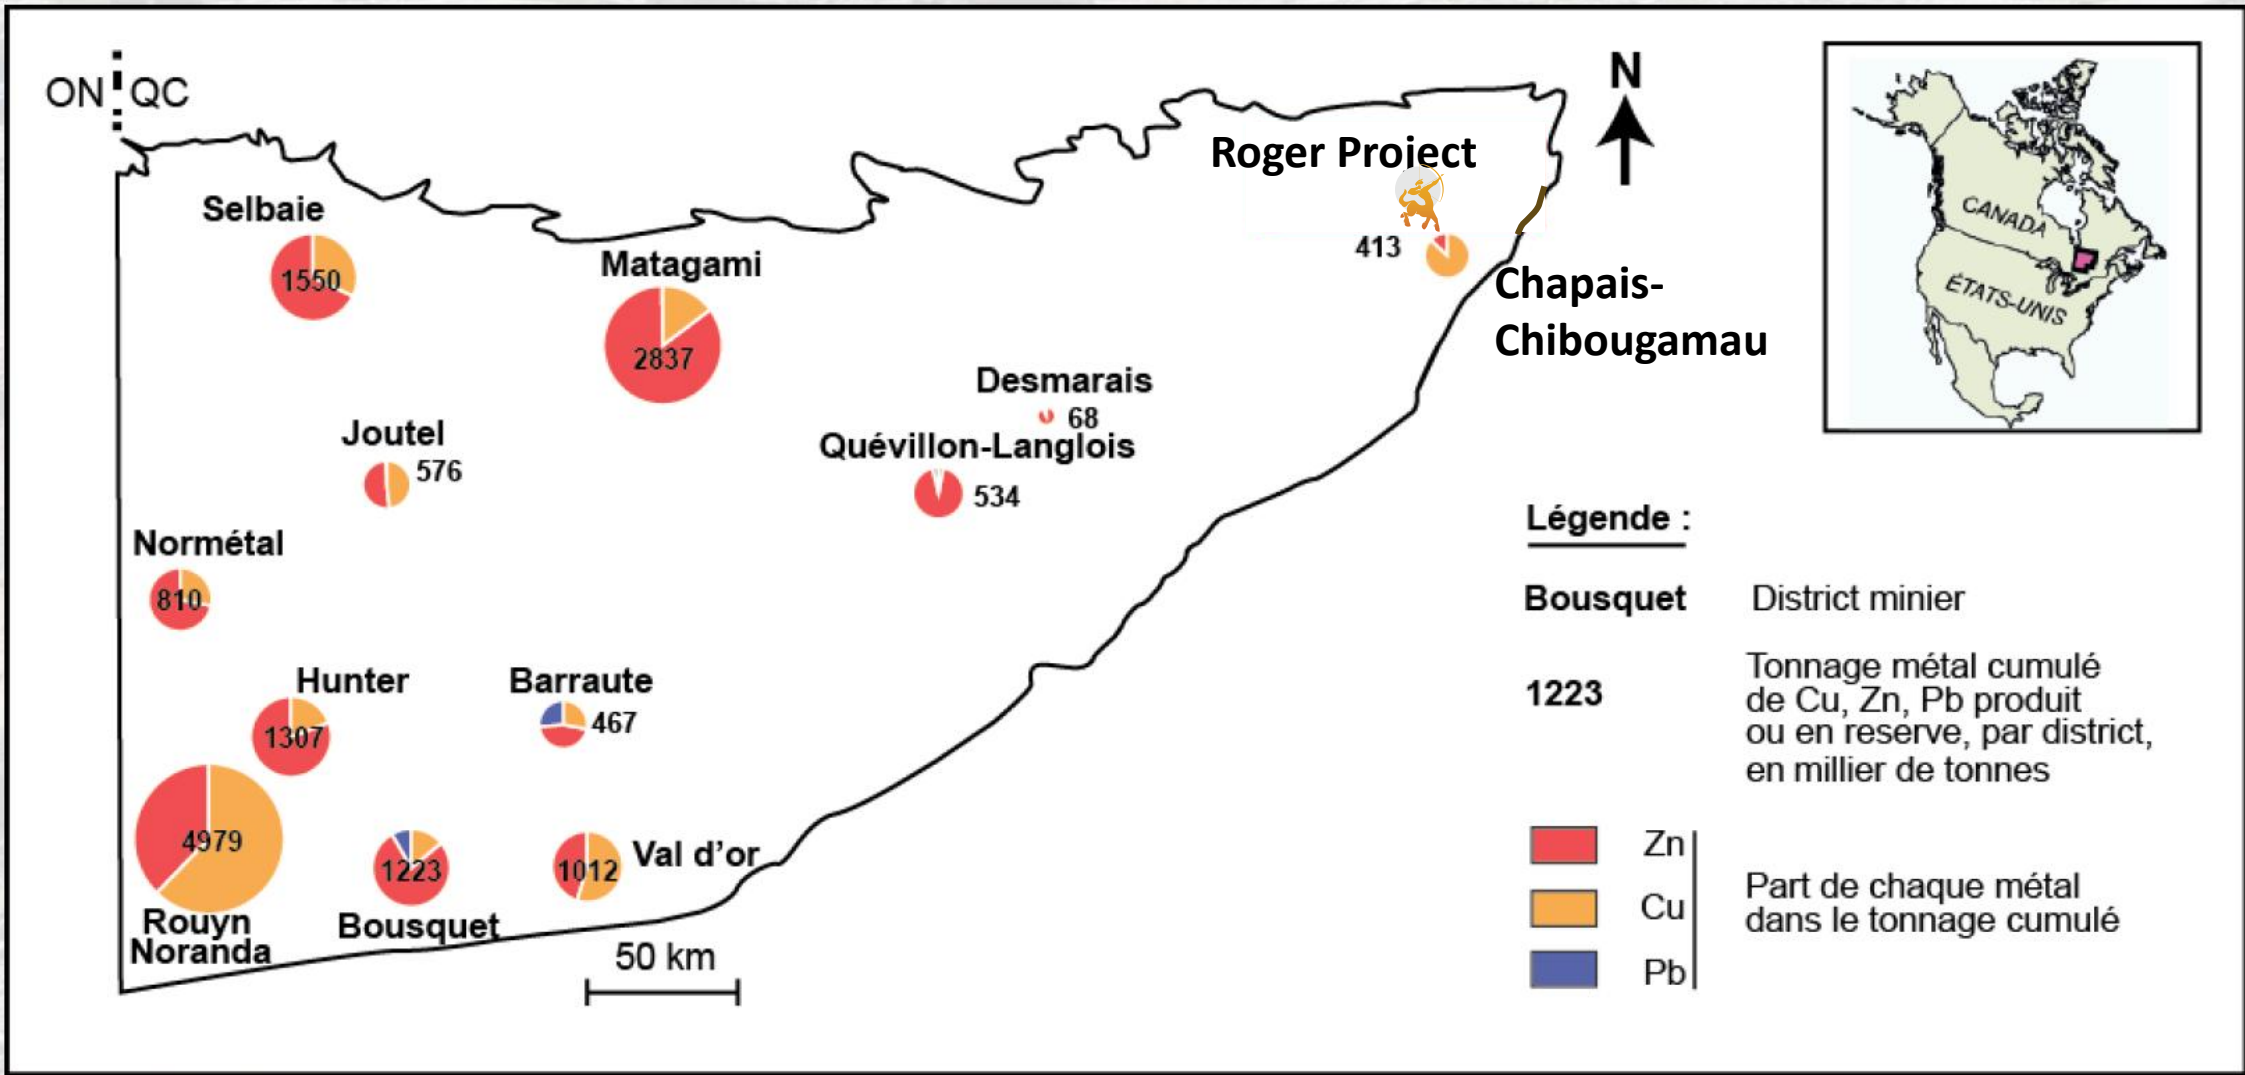 ON QC
N
Roger Project
Selbaie
1550
Matagami
2837
413
Chapais-
Chibougamau
CANADA
ÉTATS-UNIS
Desmarais
68
Joutel
576
Quévillon-Langlois
534
Normétal
810
Hunter
1307
Barraute
467
4979
Rouyn
Noranda
1223
Bousquet
1012
Val d’or
50 km
Légende :
Bousquet District minier
1223
Tonnage métal cumulé
de Cu, Zn, Pb produit
ou en reserve, par district,
en millier de tonnes
Zn
Cu
Pb
Part de chaque métal
dans le tonnage cumulé